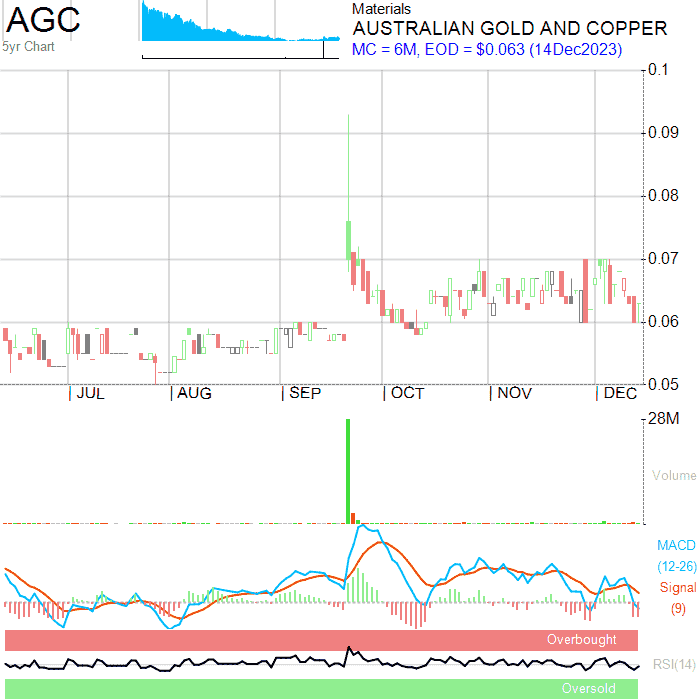 AGC
5yr Chart
Materials
AUSTRALIAN GOLD AND COPPER
MC = 6M, EOD = $0.063 (14Dec2023)
0.1
0.09
0.08
0.07
0.06
0.05
JUL AUG SEP OCT NOV DEC
28M
Volume
MACD
(12-26)
Signal
(9)
Overbought
RSI(14)
Oversold